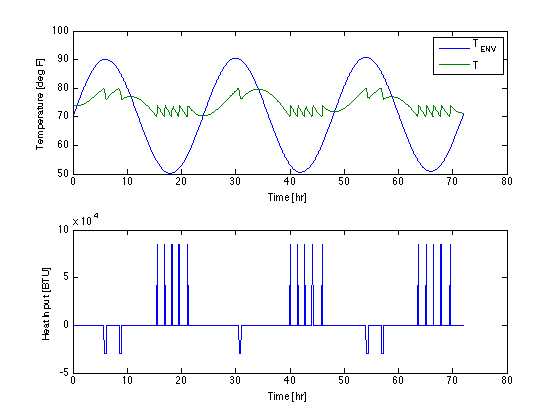 100
90
80
70
60
50
Temperature [deg F]
T ENV
T
0 10 20 30 40 50 60 70 80
Time [hr]
x 10 4
10
5
0
-5
Heat Input [BTU]
0 10 20 30 40 50 60 70 80
Time [hr]